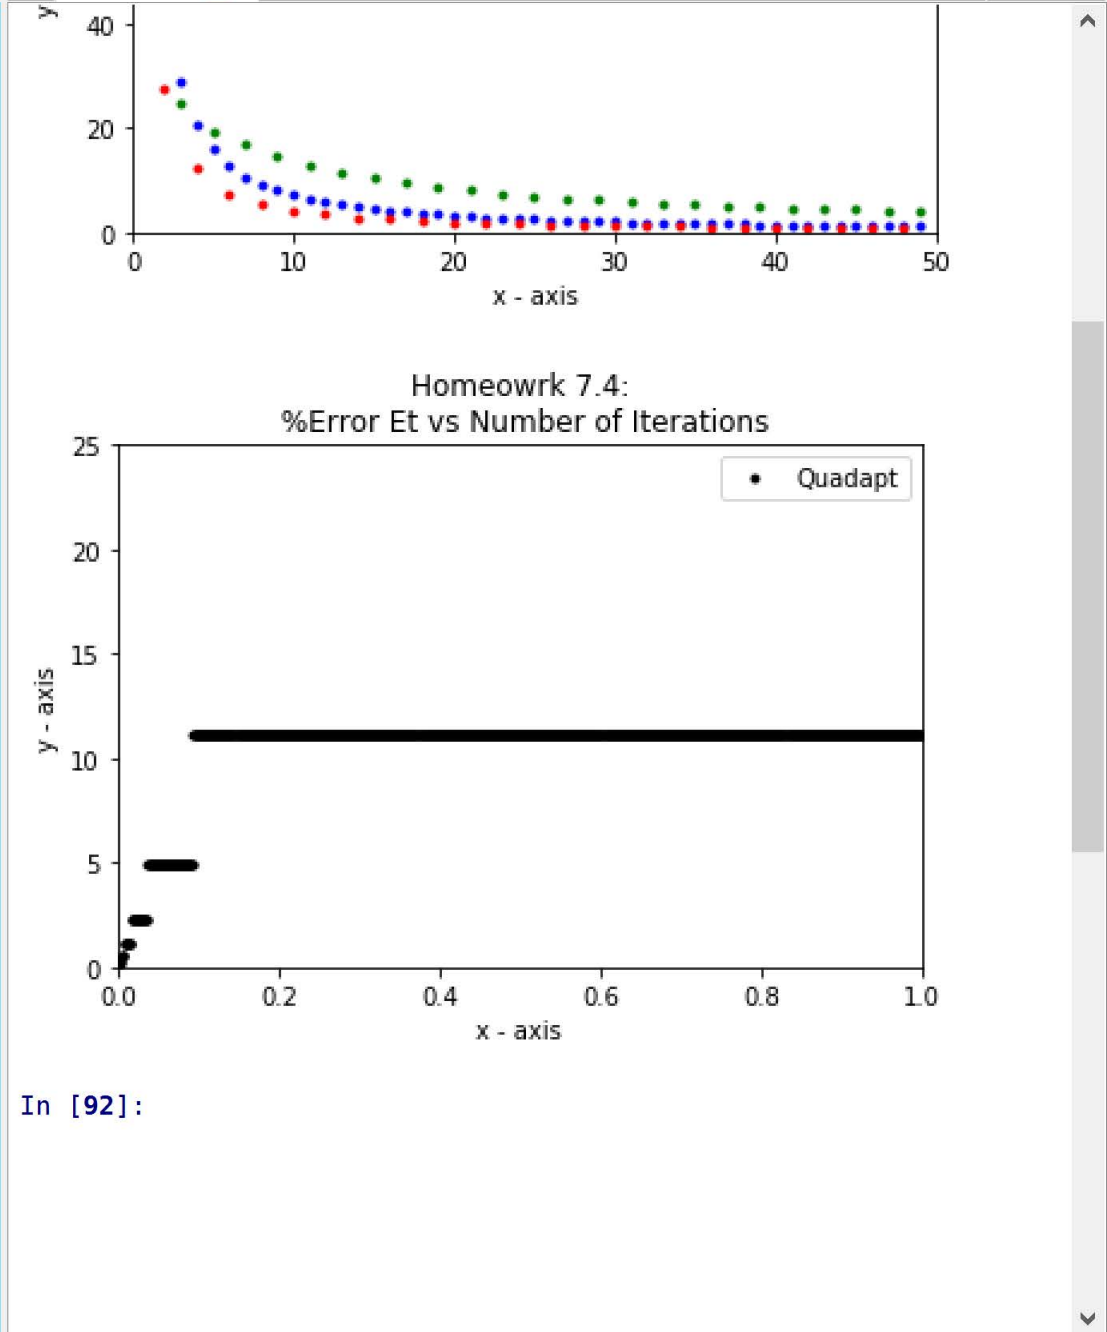 y
40
20
0
0 10 20 30 40 50
x - axis
Homeowrk 7.4:
%Error Et vs Number of Iterations
25
Quadapt
20
15
y - axis
10
5
0
0.0 0.2 0.4 0.6 0.8 1.0
x - axis
In [92]: